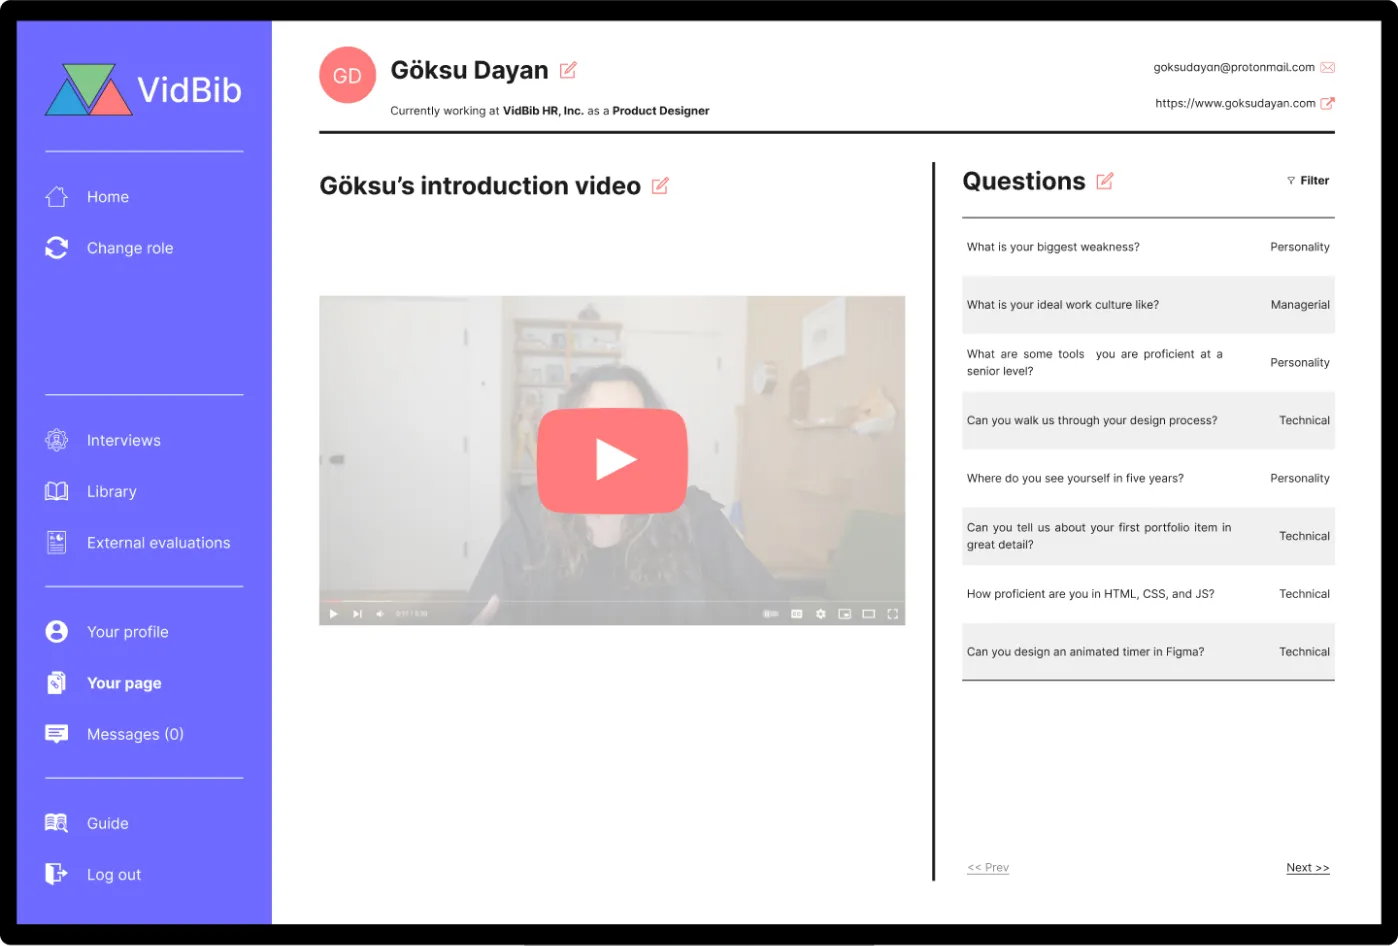 VidBib
Home
Change role
Interviews
Library
External evaluations
Your profile
Your page
Messages (0)
Guide
Log out
GD
Göksu Dayan
Currently working at VidBib HR, Inc. as a Product Designer
goksudayan@protonmail.com
https://www.goksudayan.com
Göksu’s introduction video
Questions
Filter
What is your biggest weakness? Personality
What is your ideal work culture like? Managerial
What are some tools you are proficient at a
senior level?
Personality
Can you walk us through your design process? Technical
Where do you see yourself in five years? Personality
Can you tell us about your first portfolio item in
great detail?
Technical
How proficient are you in HTML, CSS, and JS? Technical
Can you design an animated timer in Figma? Technical
<< Prev
Next >>